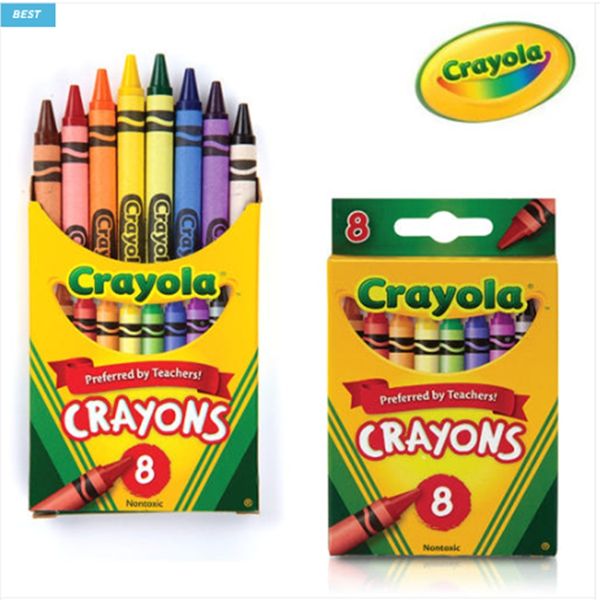 BEST
Crayola
Crayola
Preferred by Teachers!
CRAYONS
8
Nontoxic
8
Crayola
Preferred by Teachers!
CRAYONS
8
Nontoxic